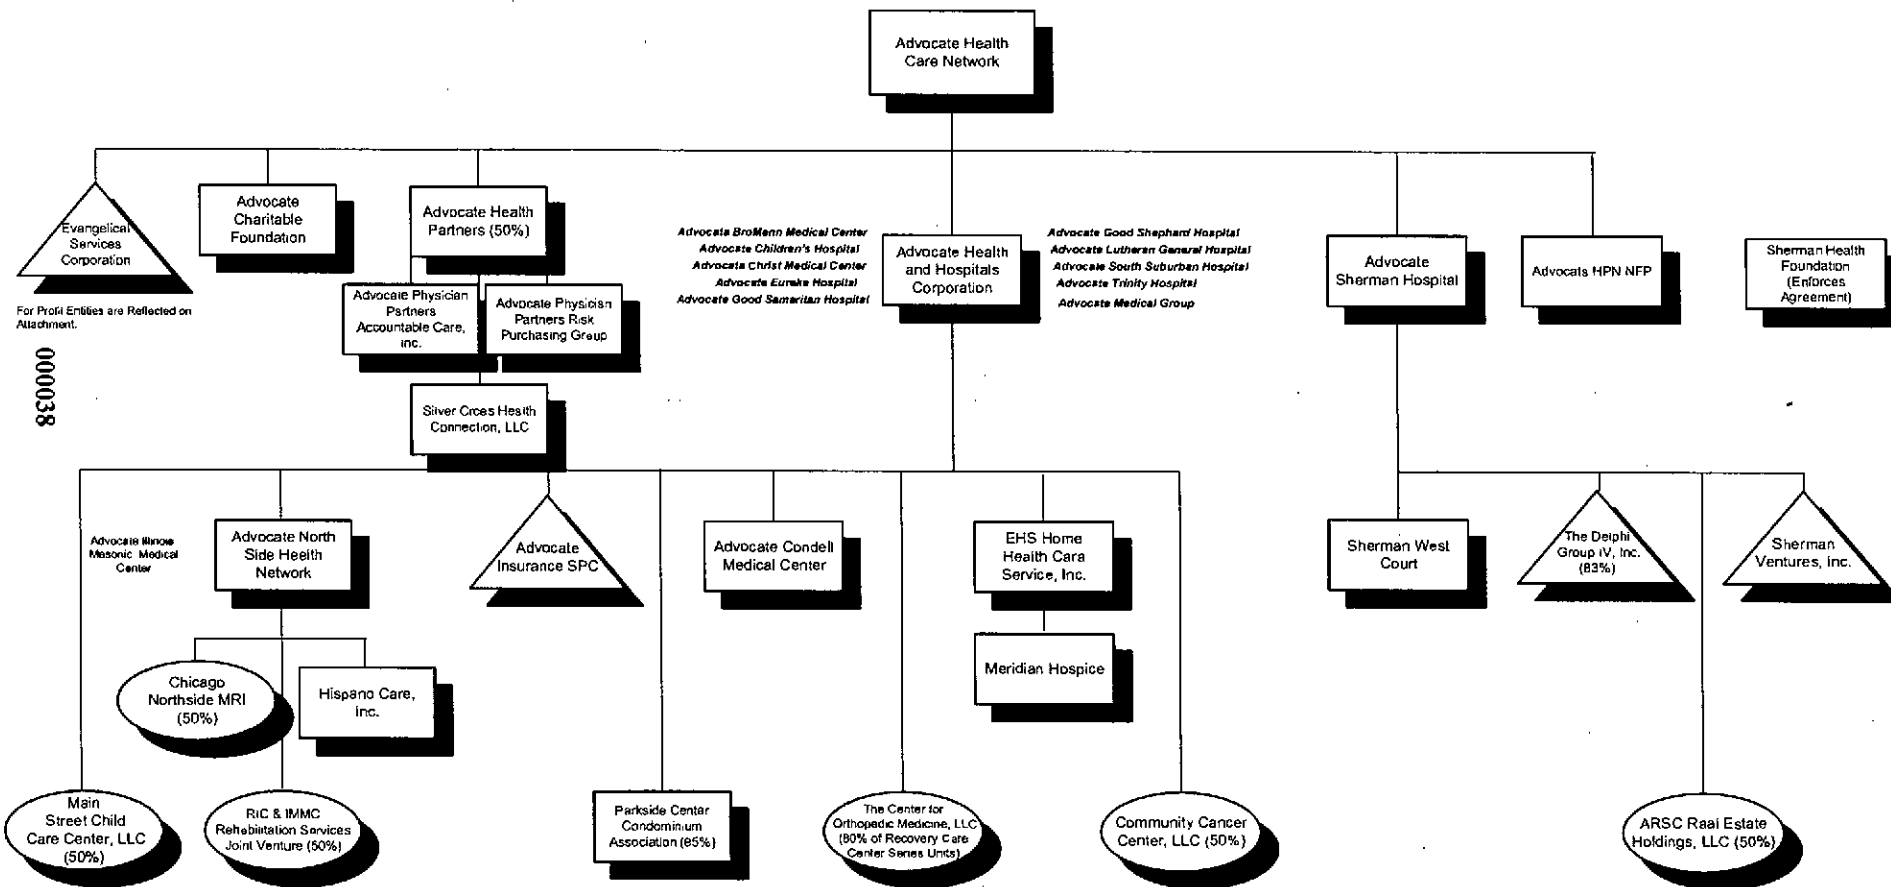 Advocate Health
Care Network
Evangelical
Services
Corporation
For Profit Entities are Reflected on
Attachment.
Advocate
Charitable
Foundation
Advocate Health
Partners (50%)
Advocate Physician
Partners
Accountable Care,
Inc.
Advocate Physician
Partners Risk
Purchasing Group
Silver Cross Health
Connection, LLC
Advocate BroMenn Medical Center
Advocate Children's Hospital
Advocate Christ Medical Center
Advocate Eureka Hospital
Advocate Good Samaritan Hospital
Advocate Health
and Hospitals
Corporation
Advocate Good Shephard Hospital
Advocate Lutheran General Hospital
Advocate South Suburban Hospital
Advocate Trinity Hospital
Advocate Medical Group
Advocate
Sherman Hospital
Advocate HPN NFP
Sherman Health
Foundation
(Enforces
Agreement)
000038
Advocate Illinois
Masonic Medical
Center
Advocate North
Side Health
Network
Advocate
Insurance SPC
Advocate Condell
Medical Center
EHS Home
Health Care
Service, Inc.
Meridian Hospice
Sherman West
Court
The Delphi
Group IV, Inc.
(83%)
Sherman
Ventures, Inc.
Chicago
Northside MRI
(50%)
Hispano Care,
Inc.
Main
Street Child
Care Center, LLC
(50%)
RIC & IMMC
Rehabilitation Services
Joint Venture (50%)
Parkside Center
Condominium
Association (85%)
The Center for
Orthopedic Medicine, LLC
(80% of Recovery Care
Center Series Units)
Community Cancer
Center, LLC (50%)
ARSC Real Estate
Holdings, LLC (50%)